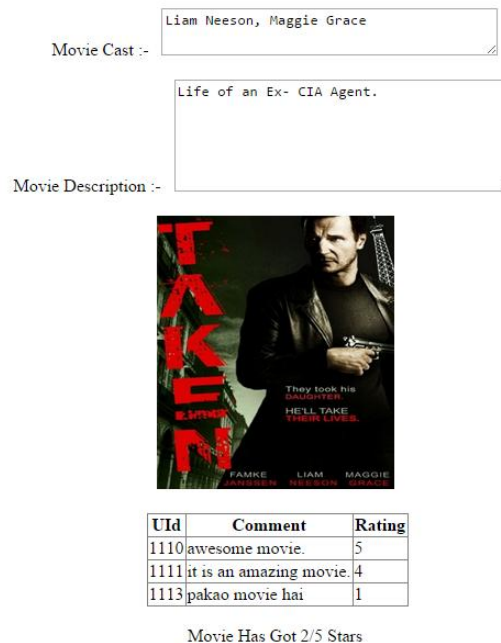 Movie Cast :- Liam Neeson, Maggie Grace
Movie Description :- Life of an Ex- CIA Agent.
TAKEN
They took his
DAUGHTER.
HE'LL TAKE
THEIR LIVES.
FAMKE JANSSEN
LIAM NEESON
MAGGIE GRACE
UId Comment Rating
1110 awesome movie. 5
1111 it is an amazing movie. 4
1113 pakao movie hai 1
Movie Has Got 2/5 Stars